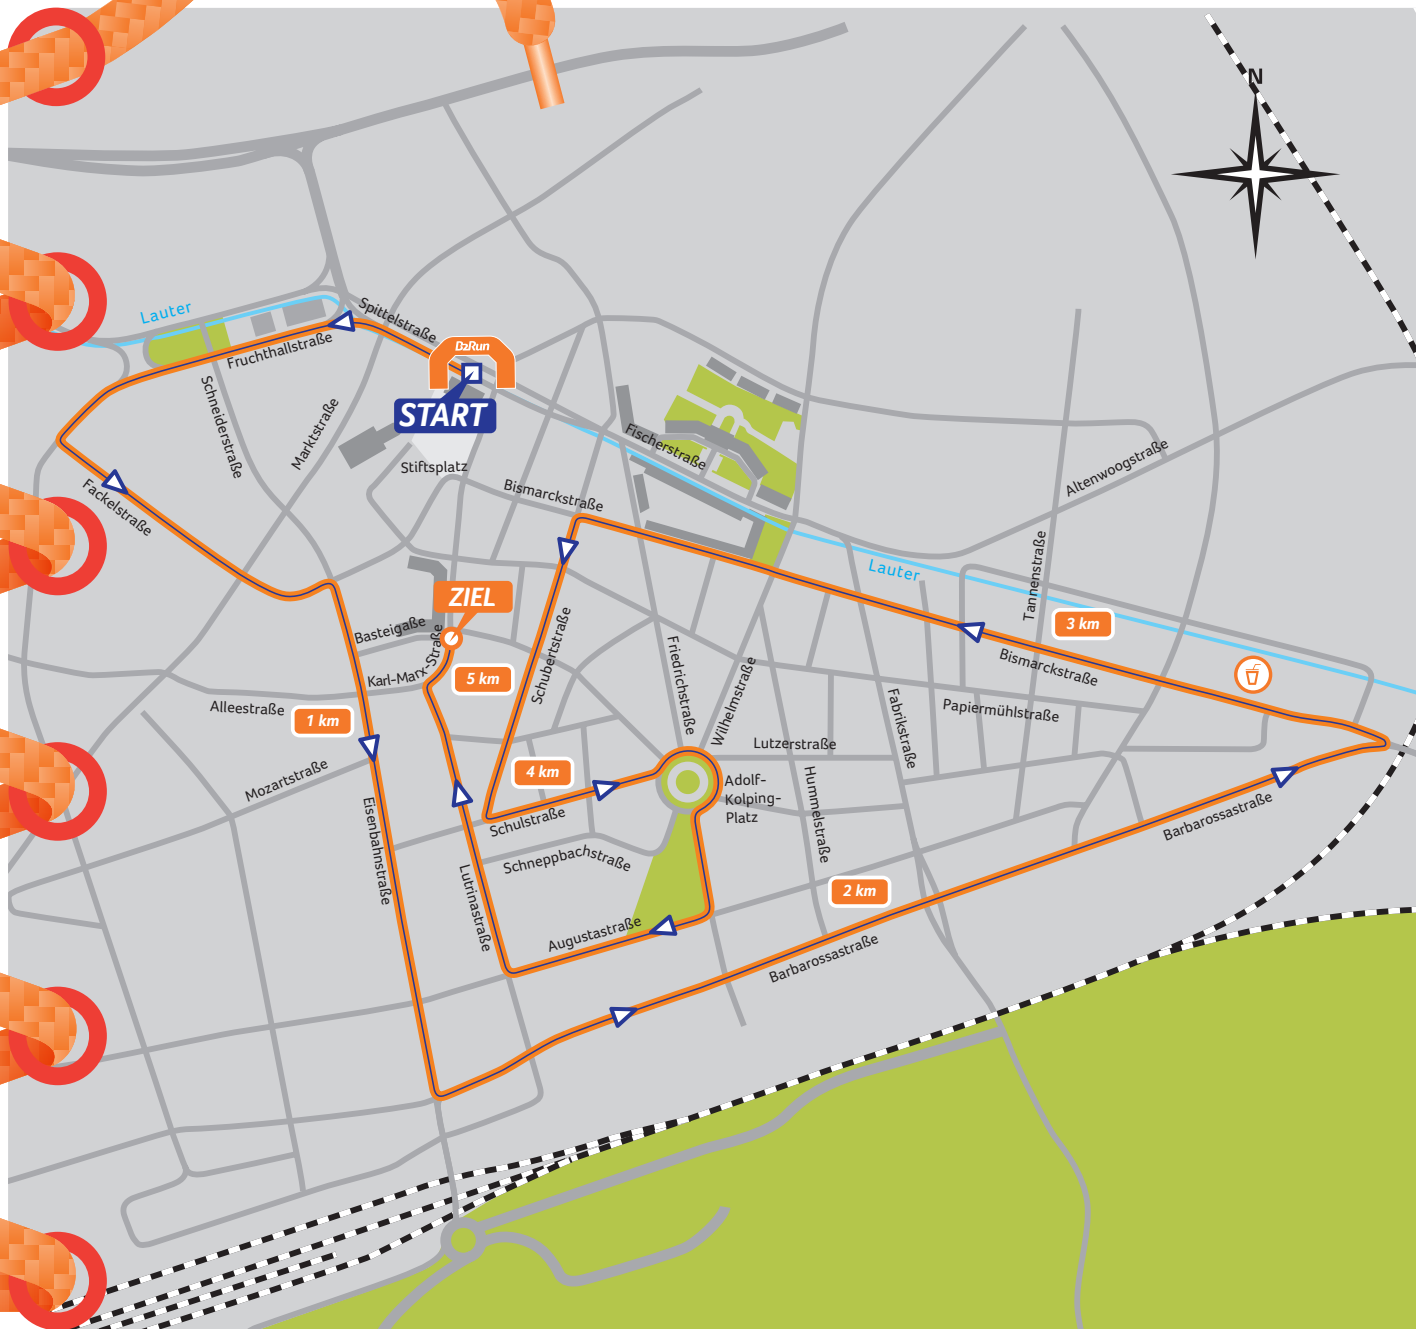 N
Lauter
Spittelstraße
Fruchthallstraße
D2Run
START
Schneiderstraße
Marktstraße
Stiftsplatz
Fischerstraße
Altenwoogstraße
Fackelstraße
Bismarckstraße
Lauter
Tannenstraße
ZIEL
Basteigaße
Karl-Marx-Straße
Schubertstraße
Friedrichstraße
Wilhelmstraße
3 km
Bismarckstraße
5 km
Alleestraße
1 km
Fabrikstraße
Papiermühlstraße
Lutzerstraße
Mozartstraße
4 km
Adolf-
Kolping-
Platz
Hummelstraße
Eisenbahnstraße
Schulstraße
Schneppbachstraße
Barbarossastraße
Lutrinastraße
2 km
Augustastraße
Barbarossastraße